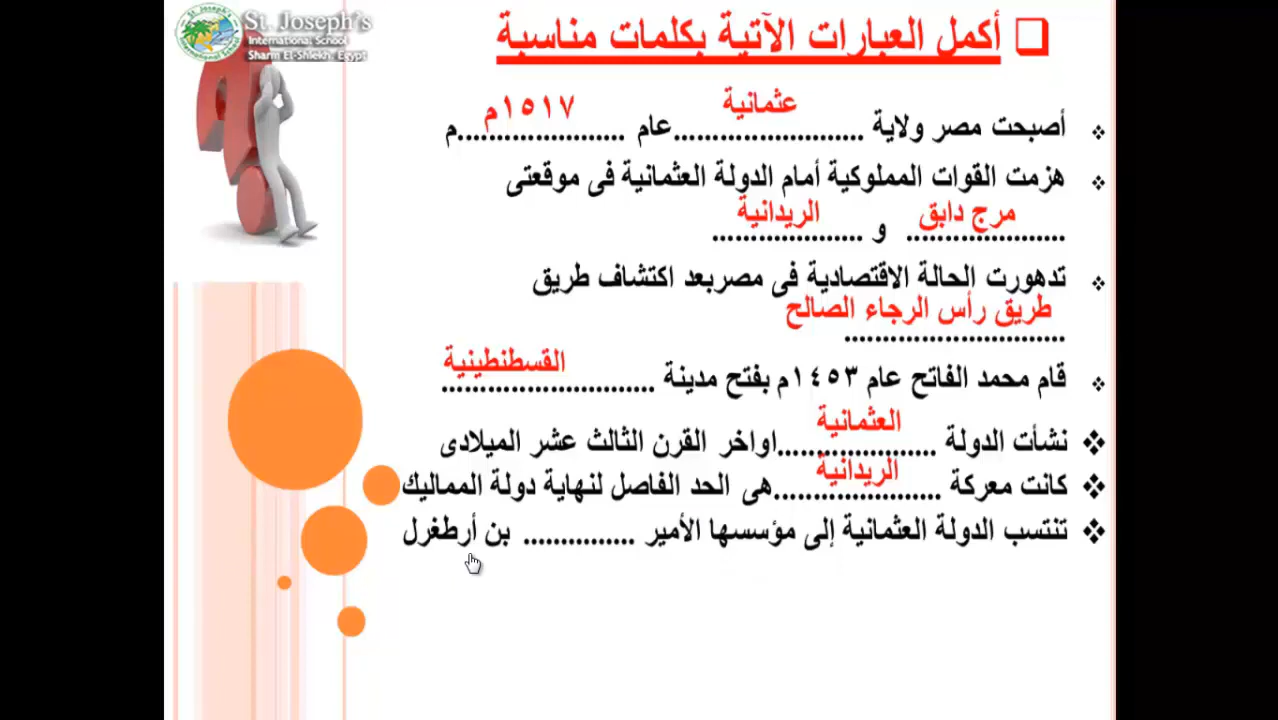 St. Joseph's
International School
Sharm El-Shiekh, Egypt
أكمل العبارات الآتية بكلمات مناسبة
أصبحت مصر ولاية عثمانية...................... عام ١٥١٧م....................م
هزمت القوات المملوكية أمام الدولة العثمانية فى موقعتى
مرج دابق.................... و الريدانية...................
تدهورت الحالة الاقتصادية فى مصربعد اكتشاف طريق
طريق رأس الرجاء الصالح............................
قام محمد الفاتح عام ١٤٥٣م بفتح مدينة القسطنطينية...........................
نشأت الدولة العثمانية....................اواخر القرن الثالث عشر الميلادى
كانت معركة الريدانية.....................هى الحد الفاصل لنهاية دولة المماليك
تنتسب الدولة العثمانية إلى مؤسسها الأمير .............. بن أرطغرل